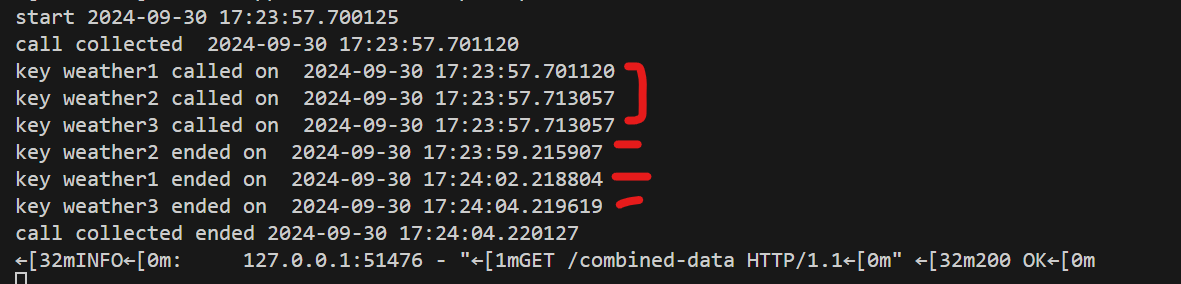 start 2024-09-30 17:23:57.700125
call collected  2024-09-30 17:23:57.701120
key weather1 called on  2024-09-30 17:23:57.701120
key weather2 called on  2024-09-30 17:23:57.713057
key weather3 called on  2024-09-30 17:23:57.713057
key weather2 ended on  2024-09-30 17:23:59.215907
key weather1 ended on  2024-09-30 17:24:02.218804
key weather3 ended on  2024-09-30 17:24:04.219619
call collected ended 2024-09-30 17:24:04.220127
←[32mINFO←[0m:     127.0.0.1:51476 - "←[1mGET /combined-data HTTP/1.1←[0m" ←[32m200 OK←[0m